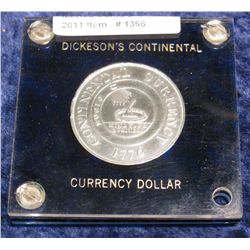 2011 Item # 1366
DICKESON'S CONTINENTAL
CONTINENTAL CURRENCY
1776
CURRENCY DOLLAR